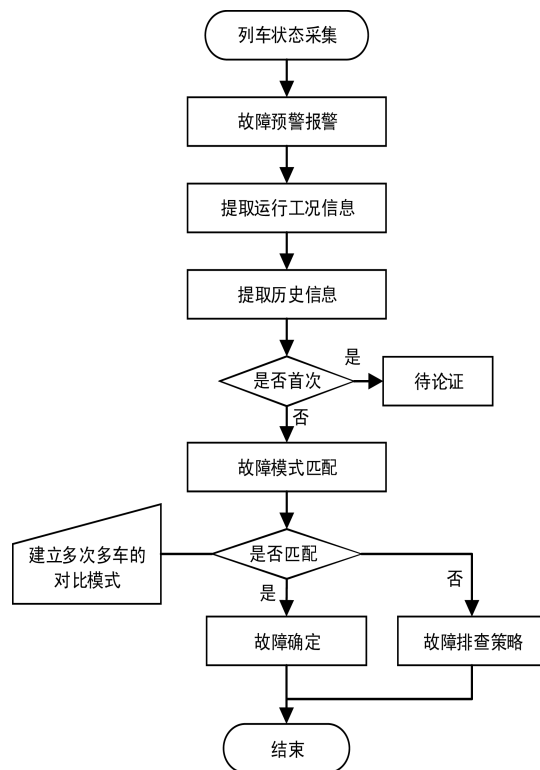 列车状态采集
故障预警报警
提取运行工况信息
提取历史信息
是否首次
是
待论证
否
故障模式匹配
建立多次多车的
对比模式
是否匹配
否
是
故障确定
故障排查策略
结束